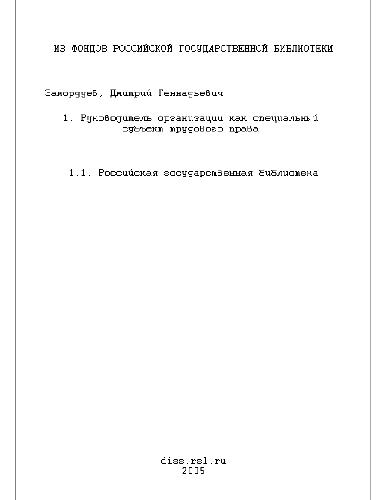 ИЗ ФОНДОВ РОССИЙСКОЙ ГОСУДАРСТВЕННОЙ БИБЛИОТЕКИ
Замордуев, Дмитрий Геннадьевич
1. Руководитель организации как специальный
субъект трудового права
1.1. Российская государственная библиотека
diss.rsl.ru
2005